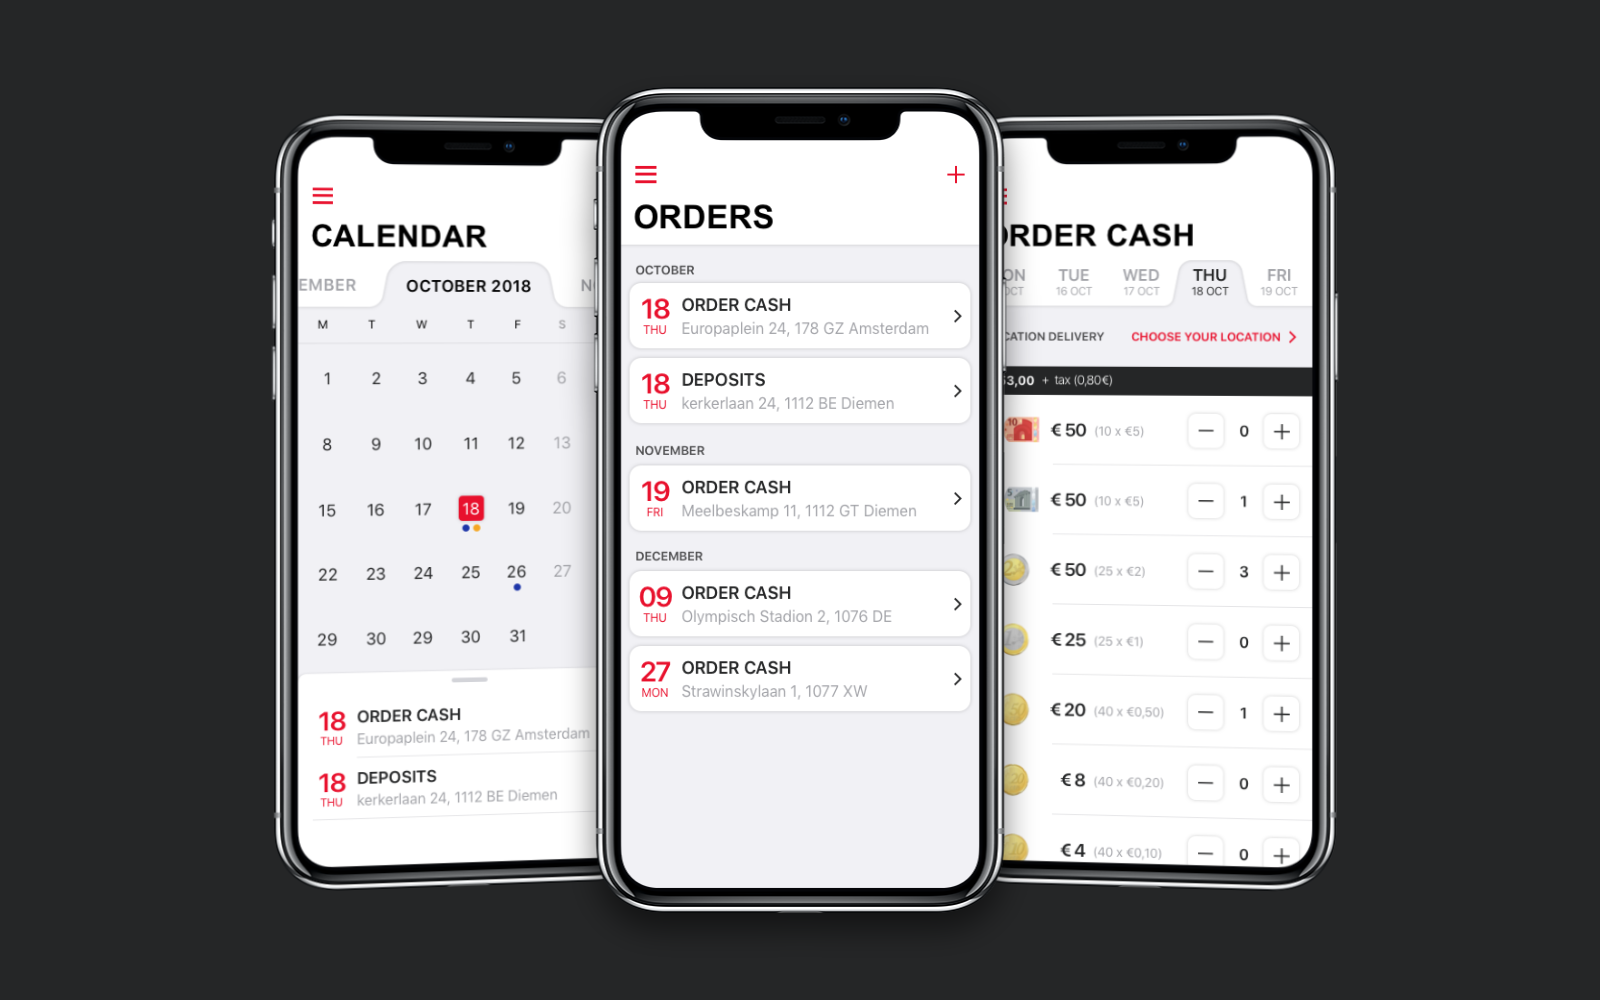 CALENDAR
EMBER OCTOBER 2018 N
M T W T F S
1 2 3 4 5 6
8 9 10 11 12 13
15 16 17 18 19 20
22 23 24 25 26 27
29 30 29 30 31
18 THU ORDER CASH
Europaplein 24, 178 GZ Amsterdam
18 THU DEPOSITS
kerkerlaan 24, 1112 BE Diemen
ORDERS
OCTOBER
18 THU ORDER CASH
Europaplein 24, 178 GZ Amsterdam
18 THU DEPOSITS
kerkerlaan 24, 1112 BE Diemen
NOVEMBER
19 FRI ORDER CASH
Meelbeskamp 11, 1112 GT Diemen
DECEMBER
09 THU ORDER CASH
Olympisch Stadion 2, 1076 DE
27 MON ORDER CASH
Strawinskylaan 1, 1077 XW
RDER CASH
ON TUE WED THU FRI
OCT 16 OCT 17 OCT 18 OCT 19 OCT
CATION DELIVERY CHOOSE YOUR LOCATION
3,00 + tax (0,80€)
€ 50 (10 x €5) — 0 +
€ 50 (10 x €5) — 1 +
€ 50 (25 x €2) — 3 +
€ 25 (25 x €1) — 0 +
€ 20 (40 x €0,50) — 1 +
€ 8 (40 x €0,20) — 0 +
€ 4 (40 x €0,10) — 0 +